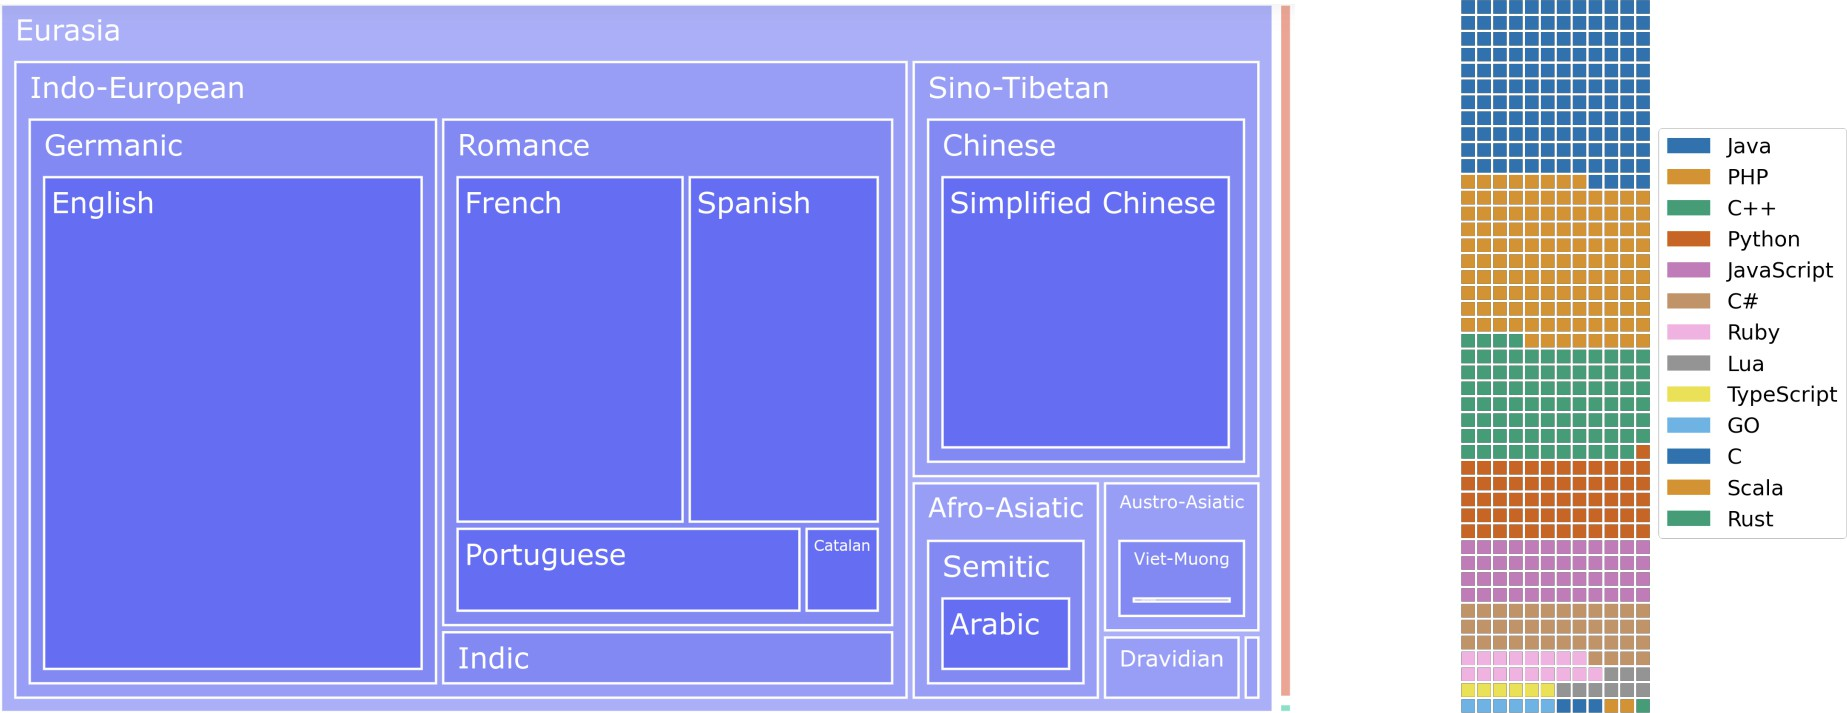 Eurasia
Indo-European
Germanic
English
Romance
French
Spanish
Portuguese
Catalan
Indic
Sino-Tibetan
Chinese
Simplified Chinese
Afro-Asiatic
Semitic
Arabic
Austro-Asiatic
Viet-Muong
Dravidian
Java
PHP
C++
Python
JavaScript
C#
Ruby
Lua
TypeScript
GO
C
Scala
Rust